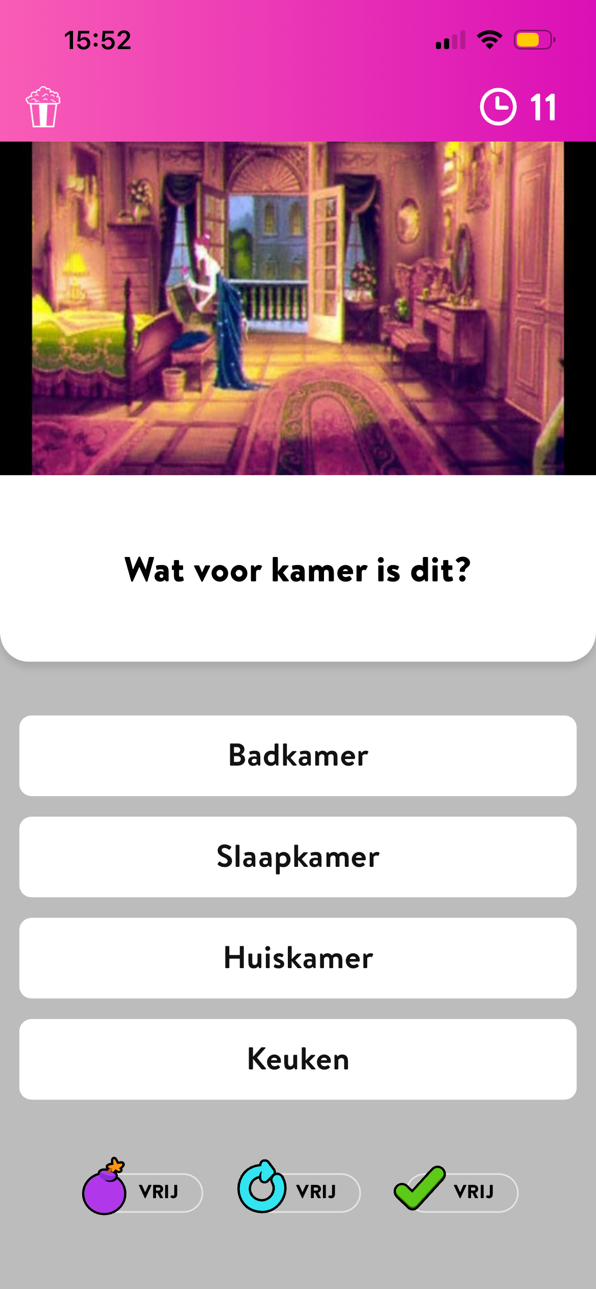 15:52
11
Wat voor kamer is dit?
Badkamer
Slaapkamer
Huiskamer
Keuken
VRIJ
VRIJ
VRIJ